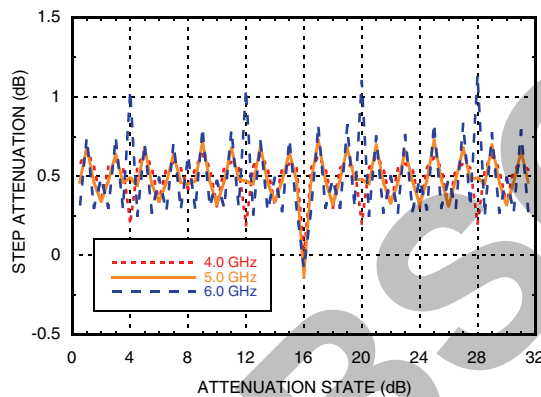 1.5
1
0.5
0
-0.5
STEP ATTENUATION (dB)
4.0 GHz
5.0 GHz
6.0 GHz
0 4 8 12 16 20 24 28 32
ATTENUATION STATE (dB)